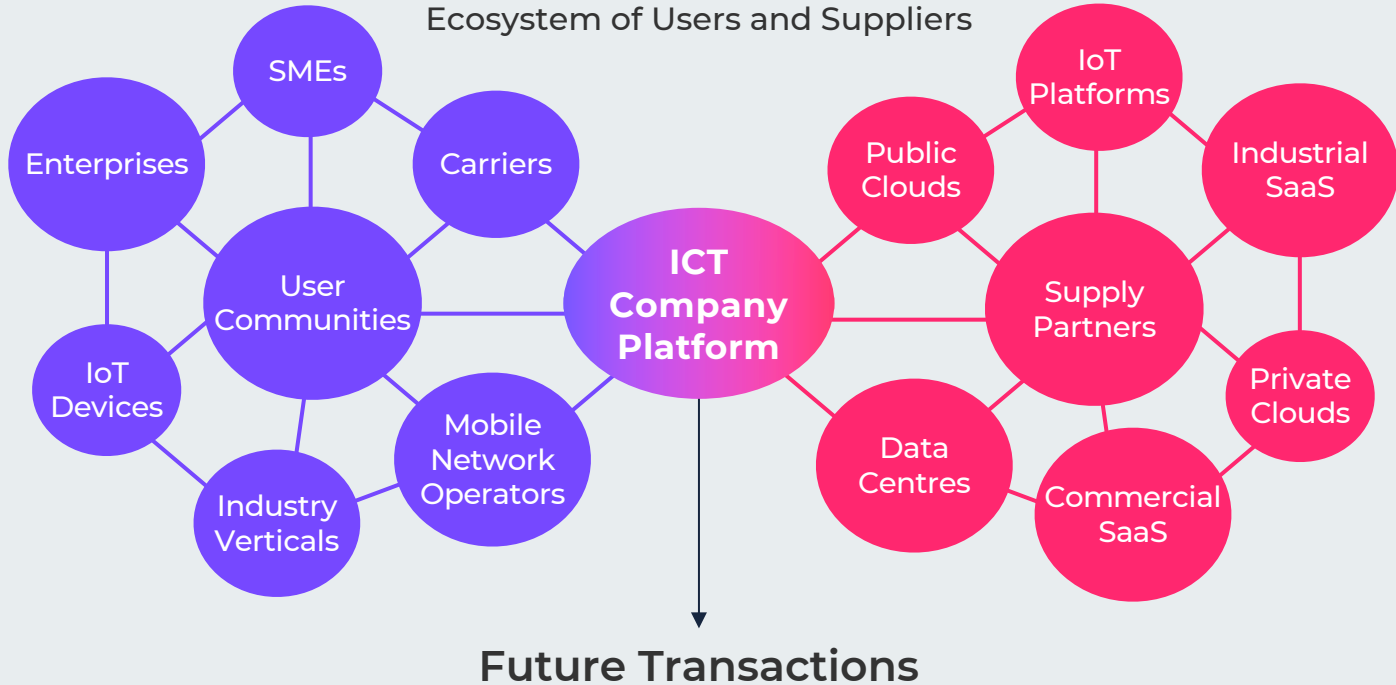 Ecosystem of Users and Suppliers
SMEs
Enterprises
Carriers
User
Communities
IoT
Devices
Industry
Verticals
Mobile
Network
Operators
ICT
Company
Platform
IoT
Platforms
Public
Clouds
Industrial
SaaS
Supply
Partners
Private
Clouds
Data
Centres
Commercial
SaaS
Future Transactions